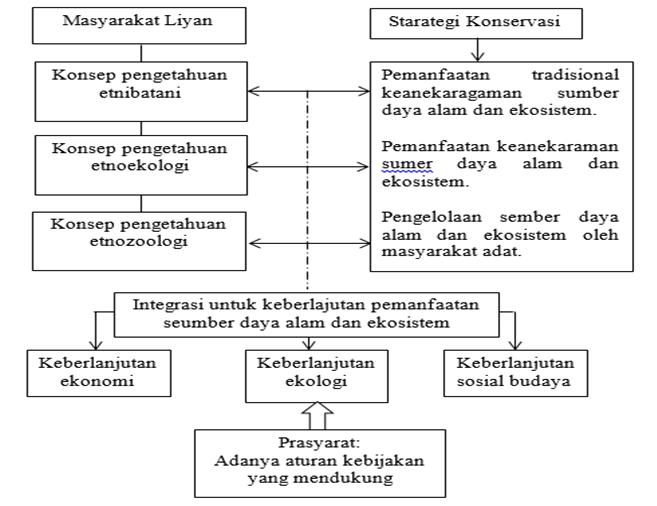 Masyarakat Liyan
Starategi Konservasi
Konsep pengetahuan
etnibatani
Konsep pengetahuan
etnoekologi
Konsep pengetahuan
etnozoologi
Pemanfaatan tradisional
keanekaragaman sumber
daya alam dan ekosistem.
Pemanfaatan keanekaraman
sumer daya alam dan
ekosistem.
Pengelolaan sember daya
alam dan ekosistem oleh
masyarakat adat.
Integrasi untuk keberlajutan pemanfaatan
seumber daya alam dan ekosistem
Keberlanjutan
ekonomi
Keberlanjutan
ekologi
Keberlanjutan
sosial budaya
Prasyarat:
Adanya aturan kebijakan
yang mendukung